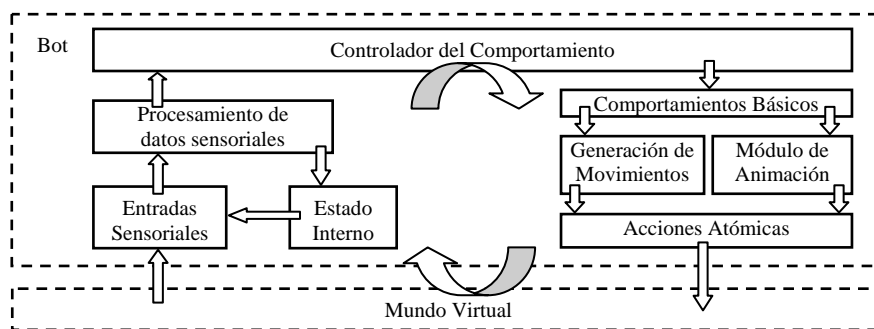 Bot
Controlador del Comportamiento
Procesamiento de
datos sensoriales
Entradas
Sensoriales
Estado
Interno
Comportamientos Básicos
Generación de
Movimientos
Módulo de
Animación
Acciones Atómicas
Mundo Virtual